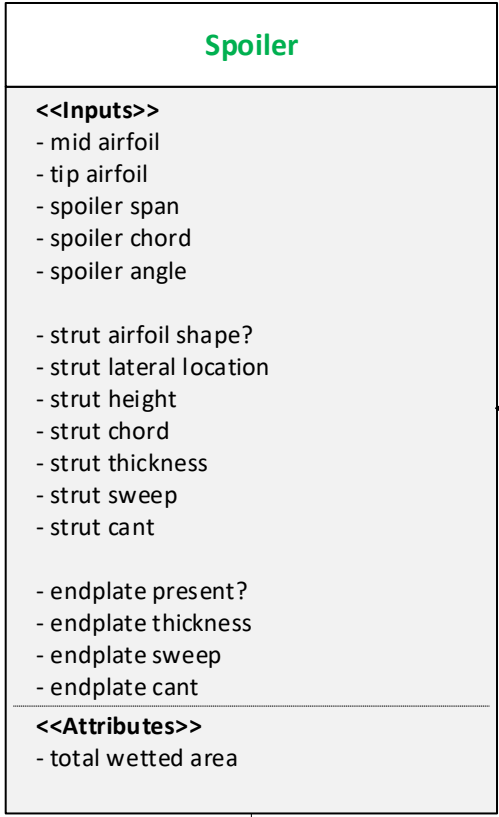 Spoiler
<<Inputs>>
- mid airfoil
- tip airfoil
- spoiler span
- spoiler chord
- spoiler angle
- strut airfoil shape?
- strut lateral location
- strut height
- strut chord
- strut thickness
- strut sweep
- strut cant
- endplate present?
- endplate thickness
- endplate sweep
- endplate cant
<<Attributes>>
- total wetted area